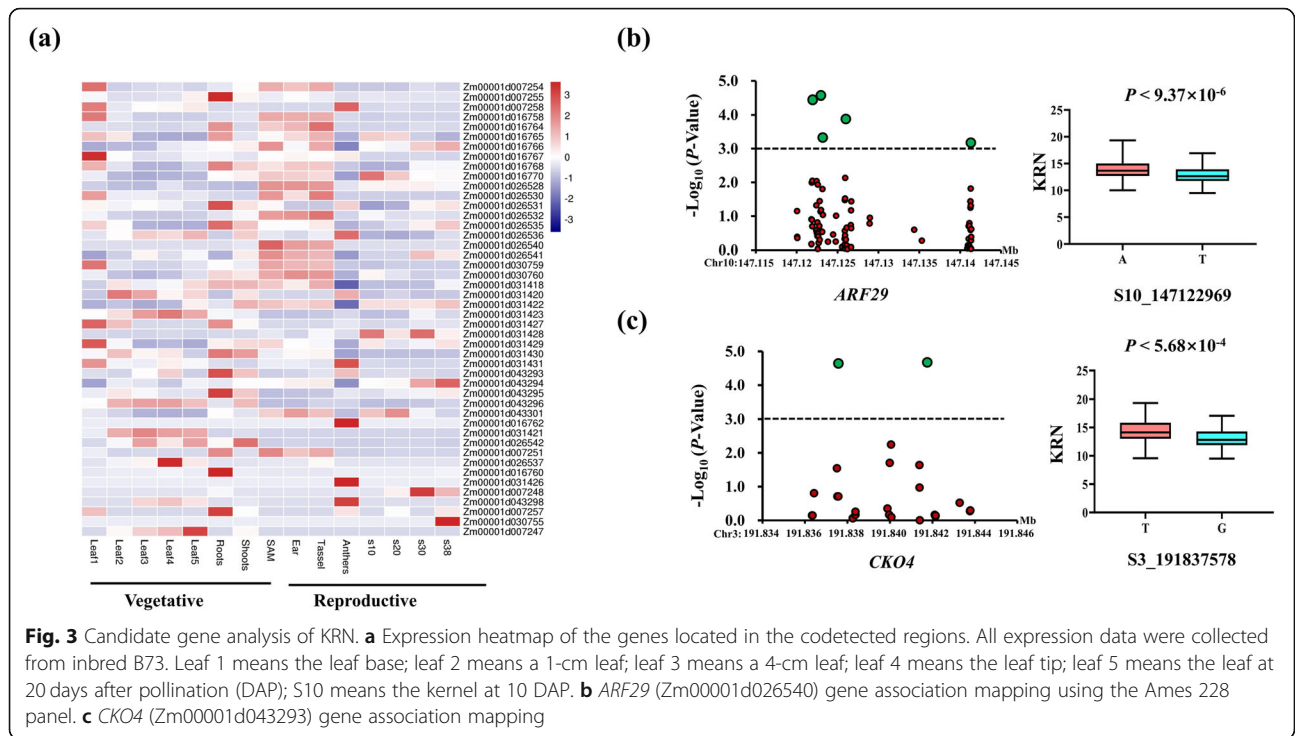 (a)
Zm00001d007254
Zm00001d007255
Zm00001d007258
Zm00001d016758
Zm00001d016764
Zm00001d016765
Zm00001d016766
Zm00001d016767
Zm00001d016768
Zm00001d016770
Zm00001d026528
Zm00001d026530
Zm00001d026531
Zm00001d026532
Zm00001d026535
Zm00001d026536
Zm00001d026540
Zm00001d026541
Zm00001d030759
Zm00001d030760
Zm00001d031418
Zm00001d031420
Zm00001d031422
Zm00001d031423
Zm00001d031427
Zm00001d031428
Zm00001d031429
Zm00001d031430
Zm00001d031431
Zm00001d043293
Zm00001d043294
Zm00001d043295
Zm00001d043296
Zm00001d043301
Zm00001d016762
Zm00001d031421
Zm00001d026542
Zm00001d007251
Zm00001d026537
Zm00001d016760
Zm00001d031426
Zm00001d007248
Zm00001d043298
Zm00001d007257
Zm00001d030755
Zm00001d007247
3
2
1
0
-1
-2
-3
Leaf1 Leaf2 Leaf3 Leaf4 Leaf5 Roots Shoots SAM Ear Tassel Anthers s10 s20 s30 s38
Vegetative Reproductive
(b)
-Log10 (P-Value)
5.0
4.0
3.0
2.0
1.0
0.0
Mb
Chr10:147.115 147.12 147.125 147.13 147.135 147.14 147.145
ARF29
P < 9.37×10-6
KRN
20
15
10
5
0
A T
S10_147122969
(c)
-Log10 (P-Value)
5.0
4.0
3.0
2.0
1.0
0.0
Mb
Chr3: 191.834 191.836 191.838 191.840 191.842 191.844 191.846
CKO4
P < 5.68×10-4
KRN
20
15
10
5
0
T G
S3_191837578
Fig. 3 Candidate gene analysis of KRN. a Expression heatmap of the genes located in the codetected regions. All expression data were collected
from inbred B73. Leaf 1 means the leaf base; leaf 2 means a 1-cm leaf; leaf 3 means a 4-cm leaf; leaf 4 means the leaf tip; leaf 5 means the leaf at
20 days after pollination (DAP); S10 means the kernel at 10 DAP. b ARF29 (Zm00001d026540) gene association mapping using the Ames 228
panel. c CKO4 (Zm00001d043293) gene association mapping